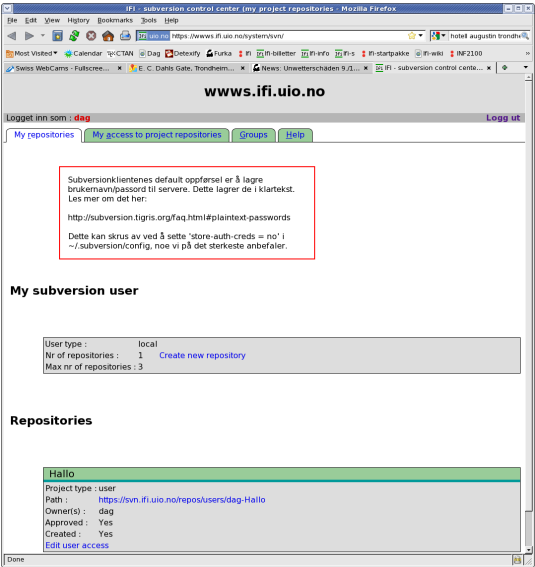 IFI - subversion control center (my project repositories - Mozilla Firefox
File Edit View History Bookmarks Tools Help
uio no https://wwws.ifi.uio.no/system/svn/ hotell augustin trondhe
Most Visited Calendar CTAN Dag Detexify Furka Ifi Ifi-billetter Ifi-info Ifi-s Ifi-startpakke Ifi-wiki INF2100 »
Swiss WebCams - Fullscree... E. C. Dahls Gate, Trondheim... News: Unwetterschäden 9./1... IFI - subversion control cente...
wwws.ifi.uio.no
Logget inn som : dag Logg ut
My repositories My access to project repositories Groups Help
Subversionklientenes default oppførsel er å lagre
brukernavn/passord til servere. Dette lagrer de i klartekst.
Les mer om det her:
http://subversion.tigris.org/faq.html#plaintext-passwords
Dette kan skrus av ved å sette 'store-auth-creds = no' i
~/.subversion/config, noe vi på det sterkeste anbefaler.
My subversion user
User type : local
Nr of repositories : 1 Create new repository
Max nr of repositories : 3
Repositories
Hallo
Project type : user
Path : https://svn.ifi.uio.no/repos/users/dag-Hallo
Owner(s) : dag
Approved : Yes
Created : Yes
Edit user access
Done